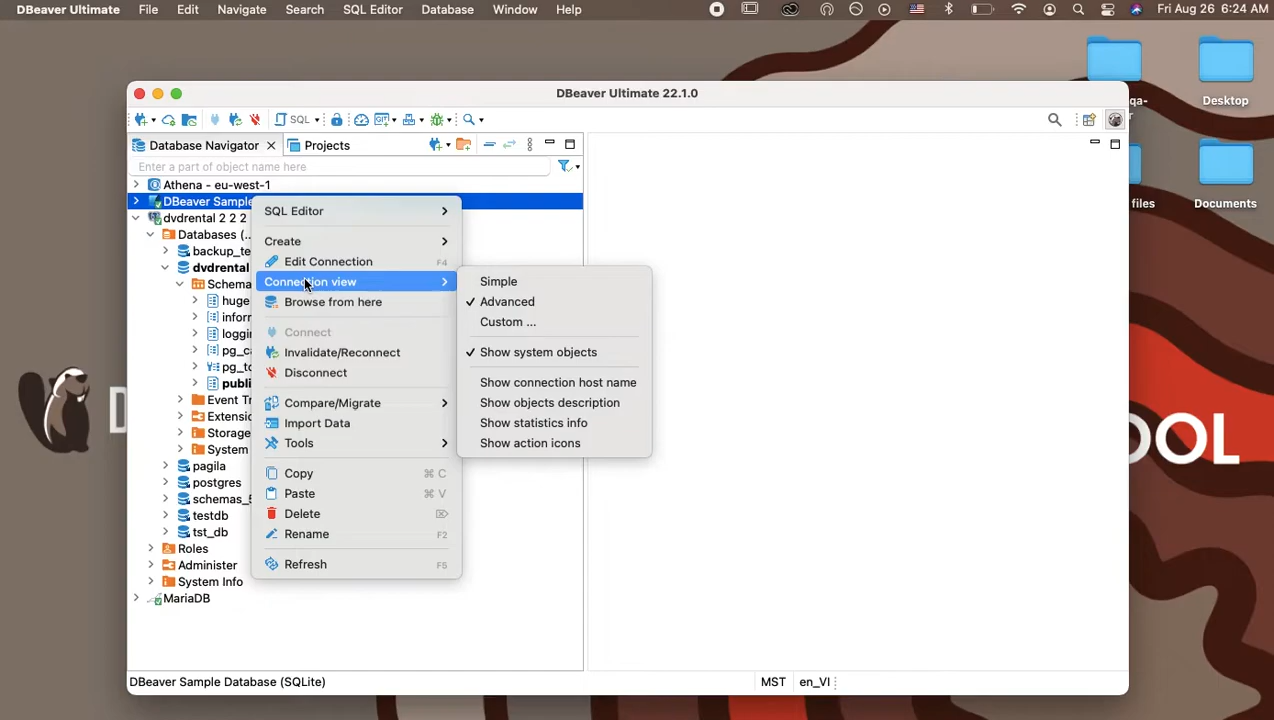 DBeaver Ultimate File Edit Navigate Search SQL Editor Database Window Help Fri Aug 26 6:24 AM
DBeaver Ultimate 22.1.0
SQL
Database Navigator Projects
Enter a part of object name here
Athena - eu-west-1
DBeaver Sample
dvdrental 2 2 2
Databases (..
backup_te
dvdrental
Schema
huge
inform
loggin
pg_ca
pg_to
publi
Event Tr
Extensio
Storage
System
pagila
postgres
schemas_5
testdb
tst_db
Roles
Administer
System Info
MariaDB
SQL Editor
Create
Edit Connection F4
Connection view
Browse from here
Connect
Invalidate/Reconnect
Disconnect
Compare/Migrate
Import Data
Tools
Copy ⌘ C
Paste ⌘ V
Delete ⌦
Rename F2
Refresh F5
Simple
Advanced
Custom ...
Show system objects
Show connection host name
Show objects description
Show statistics info
Show action icons
DBeaver Sample Database (SQLite) MST en_VI
qa-
Desktop
files
Documents
D
OOL